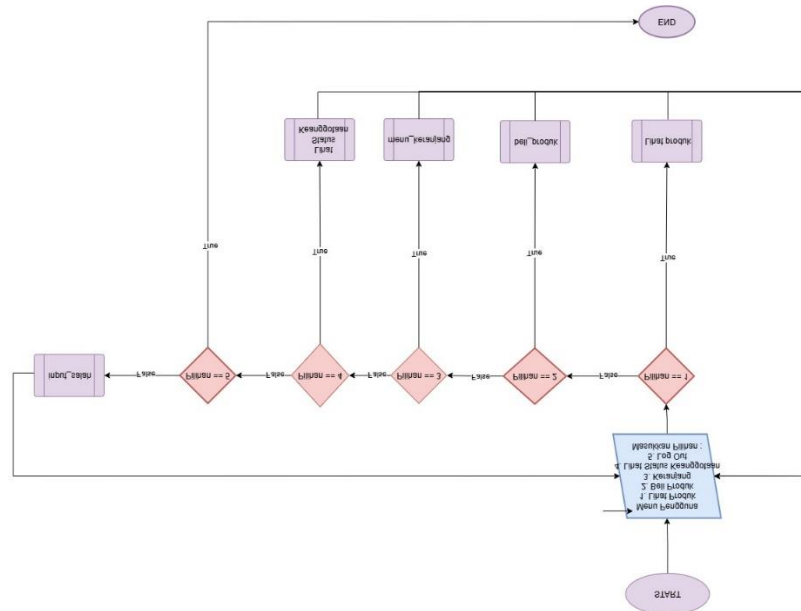 START
Menu Pengguna
1. Lihat Produk
2. Beli Produk
3. Keranjang
4. Lihat Status Keanggotaan
5. Log Out
Masukkan Pilihan :
input_salah
False
Pilihan == 5
False
Pilihan == 4
False
Pilihan == 3
False
Pilihan == 2
False
Pilihan == 1
True
True
True
True
True
Lihat
Status
Keanggotaan
menu_keranjang
beli_produk
Lihat produk
END